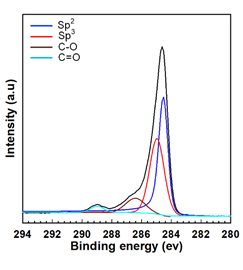 Sp²
Sp³
C-O
C=O
Intensity (a.u)
294 292 290 288 286 284 282 280
Binding energy (ev)